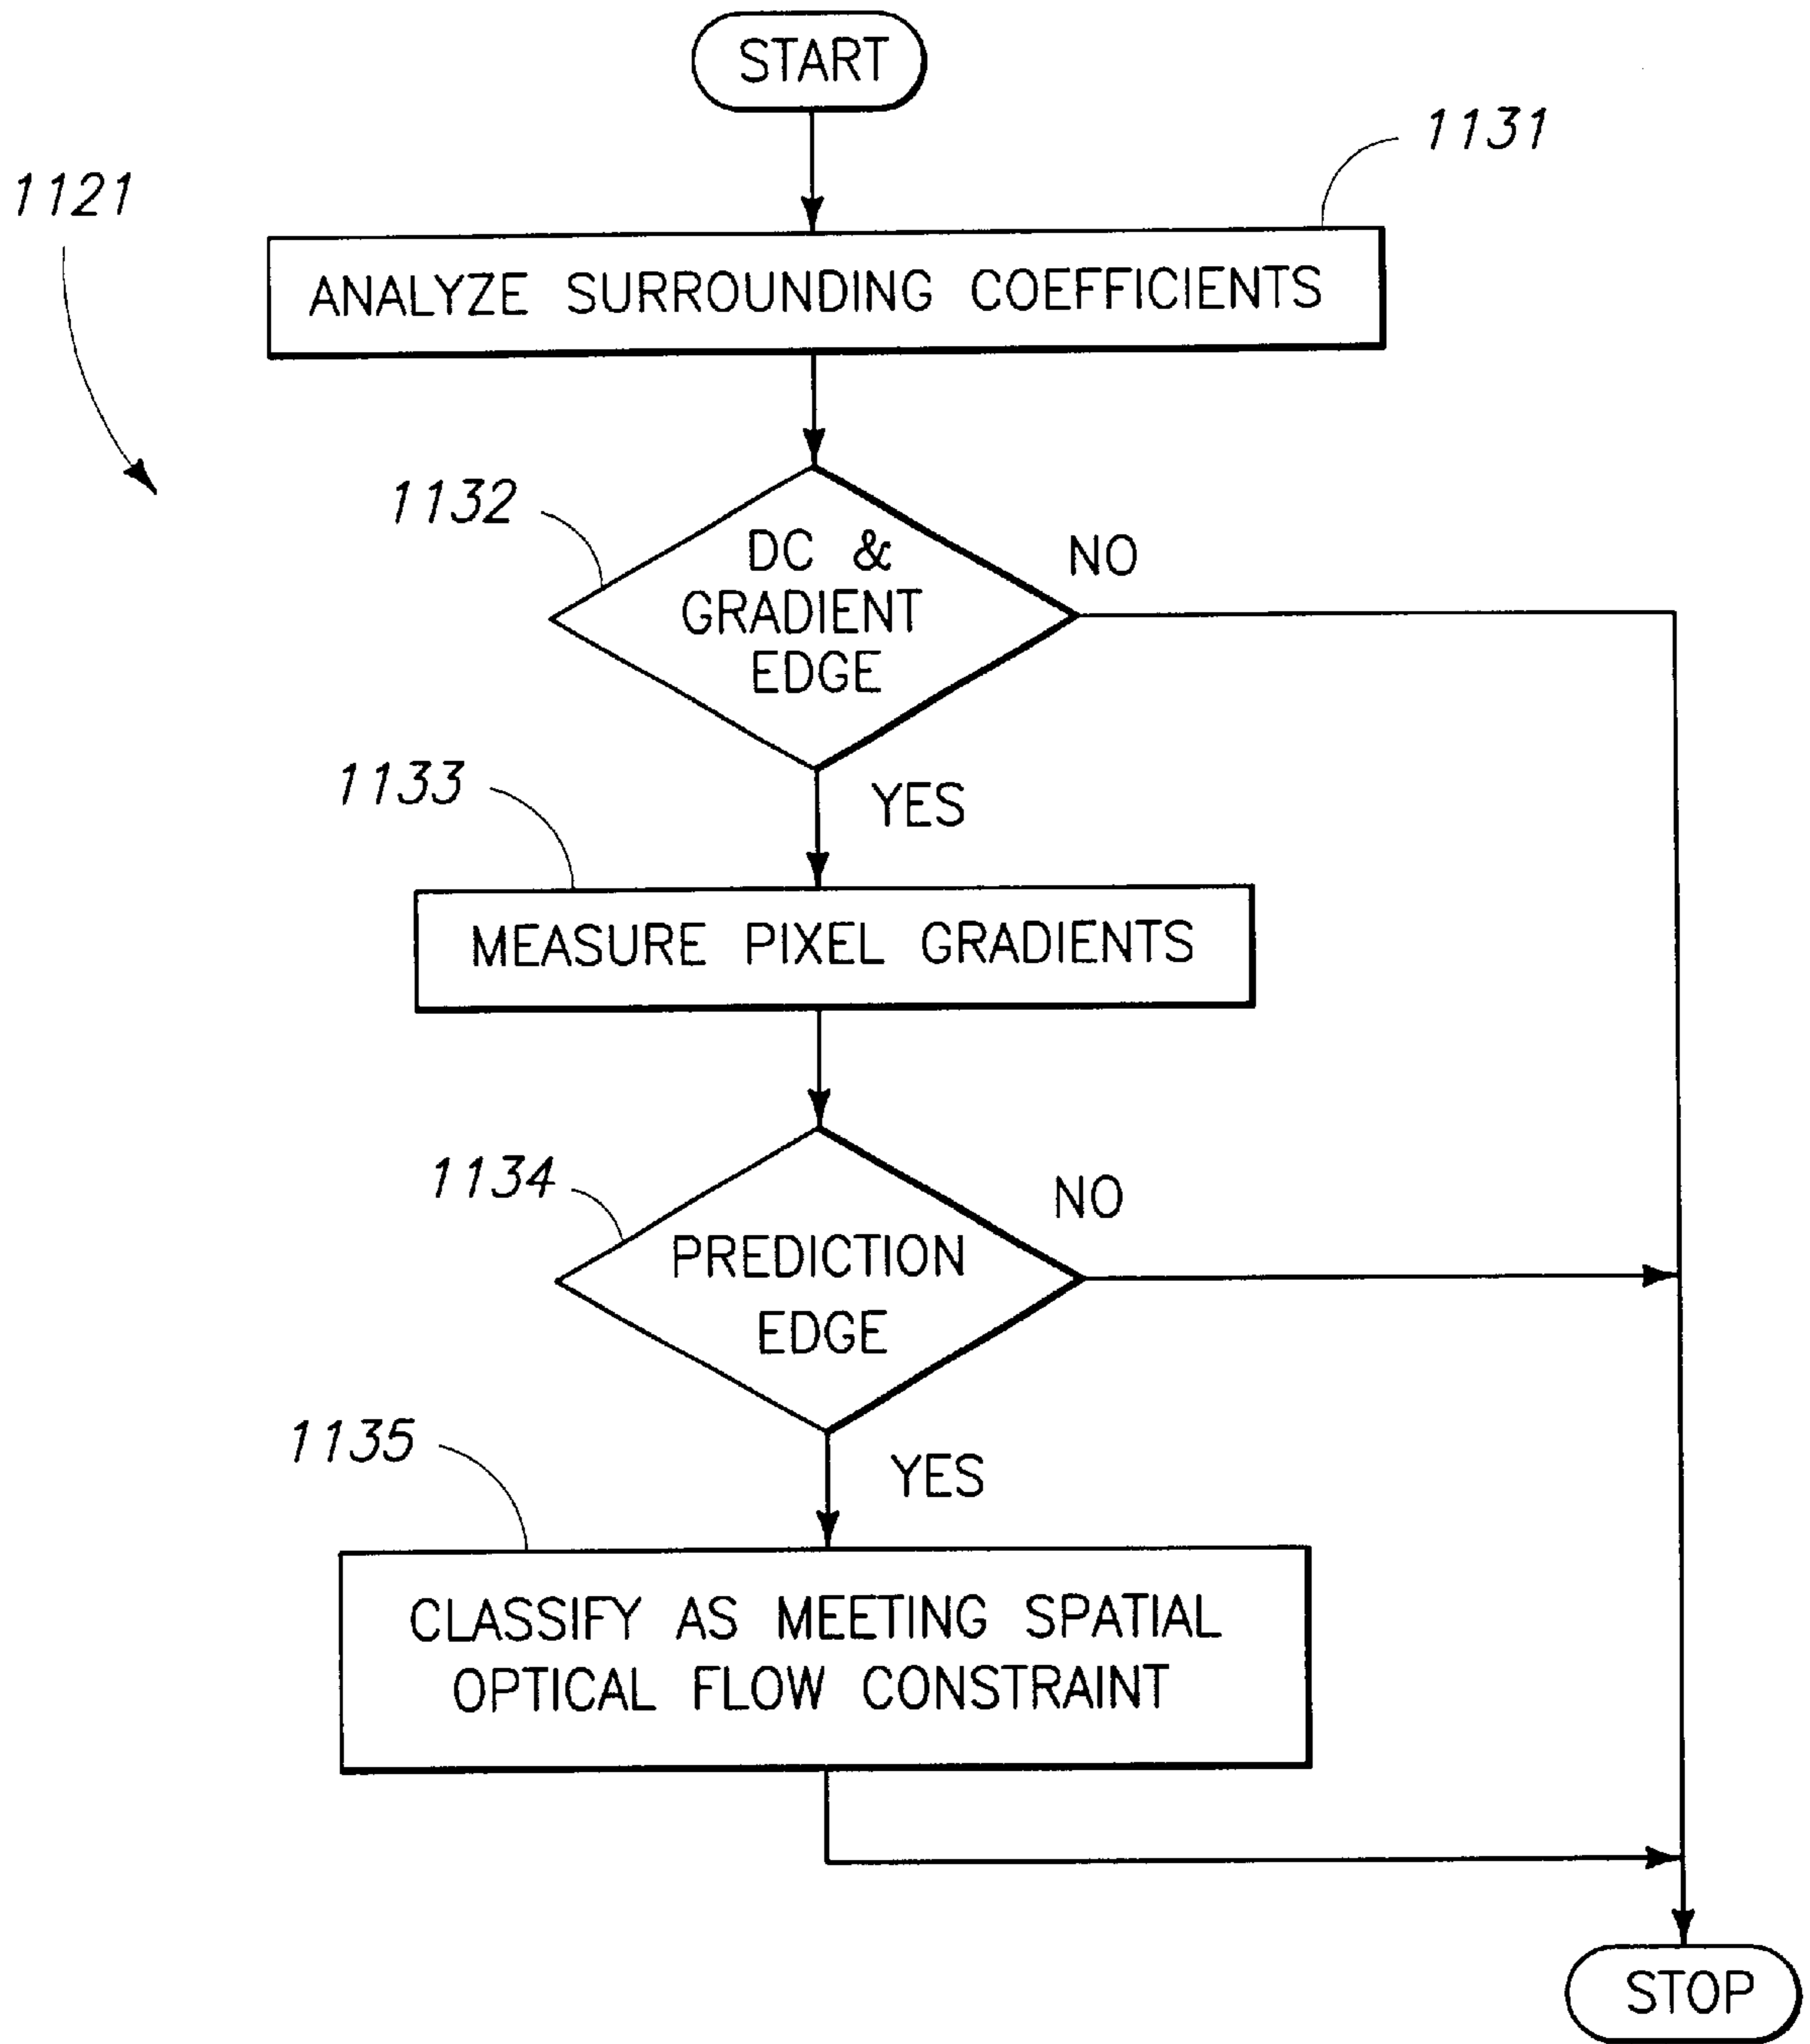 START
1131
1121
ANALYZE SURROUNDING COEFFICIENTS
1132
DC &
GRADIENT
EDGE
NO
YES
1133
MEASURE PIXEL GRADIENTS
1134
PREDICTION
EDGE
NO
YES
1135
CLASSIFY AS MEETING SPATIAL
OPTICAL FLOW CONSTRAINT
STOP